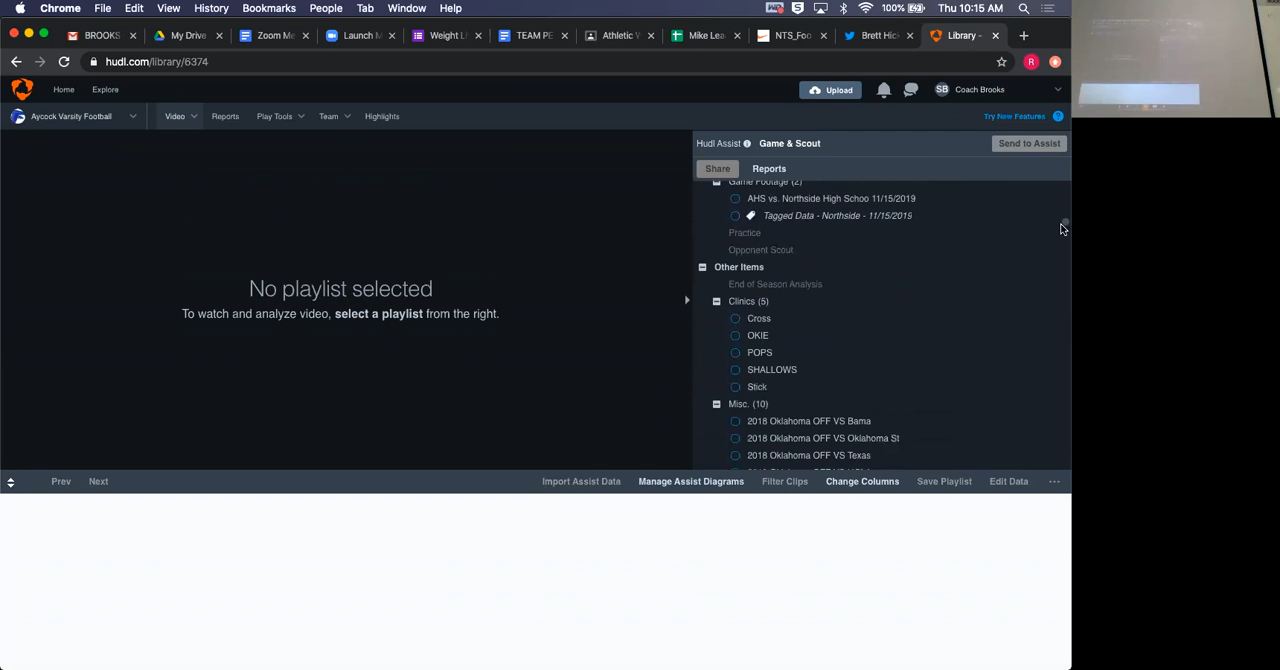 Chrome File Edit View History Bookmarks People Tab Window Help 100% Thu 10:15 AM
BROOKS My Drive Zoom Me Launch M Weight L TEAM PE Athletic W Mike Lea NTS_Foo Brett Hic Library -
hudl.com/library/6374 R
Home Explore Upload SB Coach Brooks
Aycock Varsity Football Video Reports Play Tools Team Highlights Try New Features ?
Hudl Assist Game & Scout Send to Assist
Share Reports
Game Footage (2)
AHS vs. Northside High Schoo 11/15/2019
Tagged Data - Northside - 11/15/2019
Practice
Opponent Scout
Other Items
End of Season Analysis
Clinics (5)
Cross
OKIE
POPS
SHALLOWS
Stick
Misc. (10)
2018 Oklahoma OFF VS Bama
2018 Oklahoma OFF VS Oklahoma St
2018 Oklahoma OFF VS Texas
No playlist selected
To watch and analyze video, select a playlist from the right.
Prev Next Import Assist Data Manage Assist Diagrams Filter Clips Change Columns Save Playlist Edit Data ...